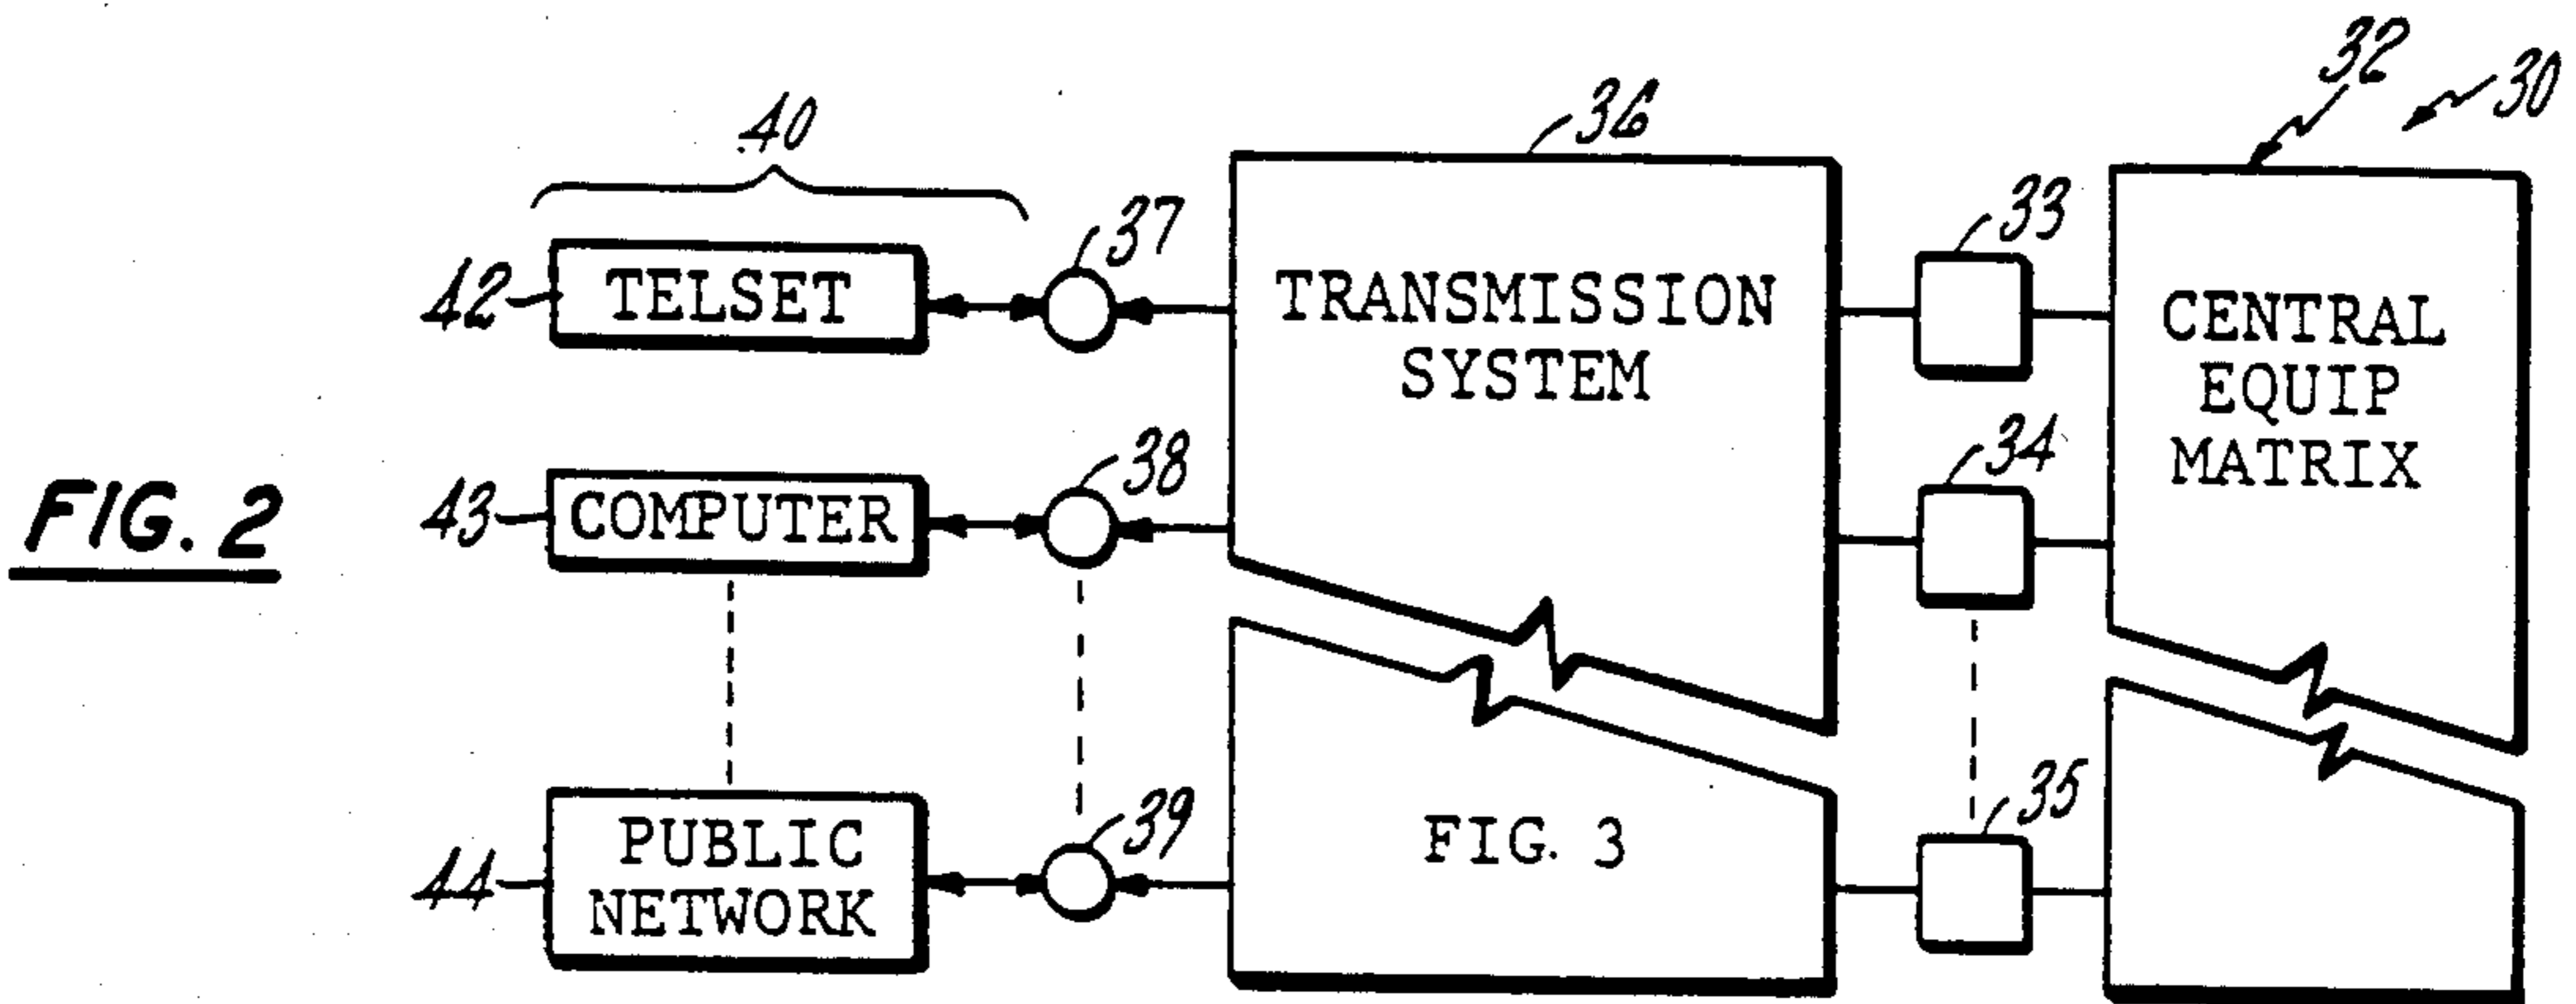 32
30
36
40
33
37
42
TELSET
TRANSMISSION
SYSTEM
CENTRAL
EQUIP
MATRIX
34
38
FIG. 2
43
COMPUTER
35
39
44
PUBLIC
NETWORK
FIG. 3